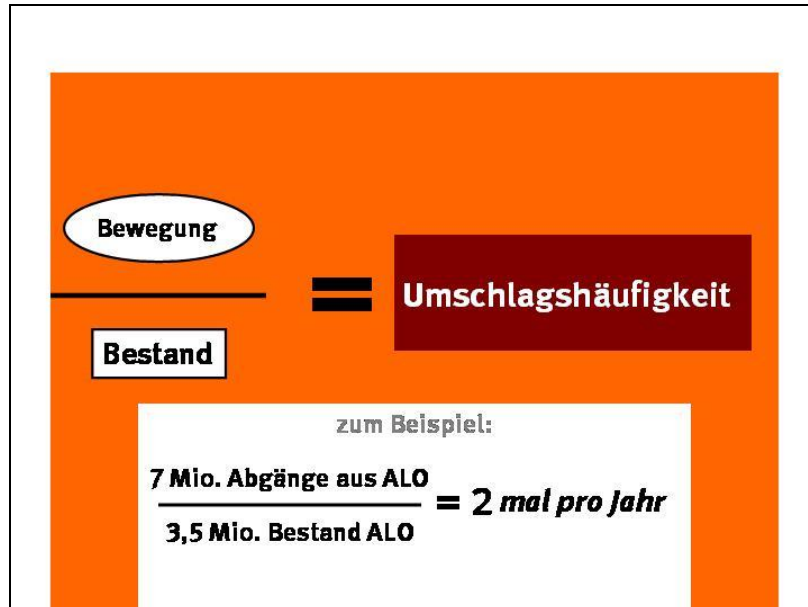 Bewegung
Bestand
=
Umschlagshäufigkeit
zum Beispiel:
7 Mio. Abgänge aus ALO
3,5 Mio. Bestand ALO
= 2 mal pro Jahr